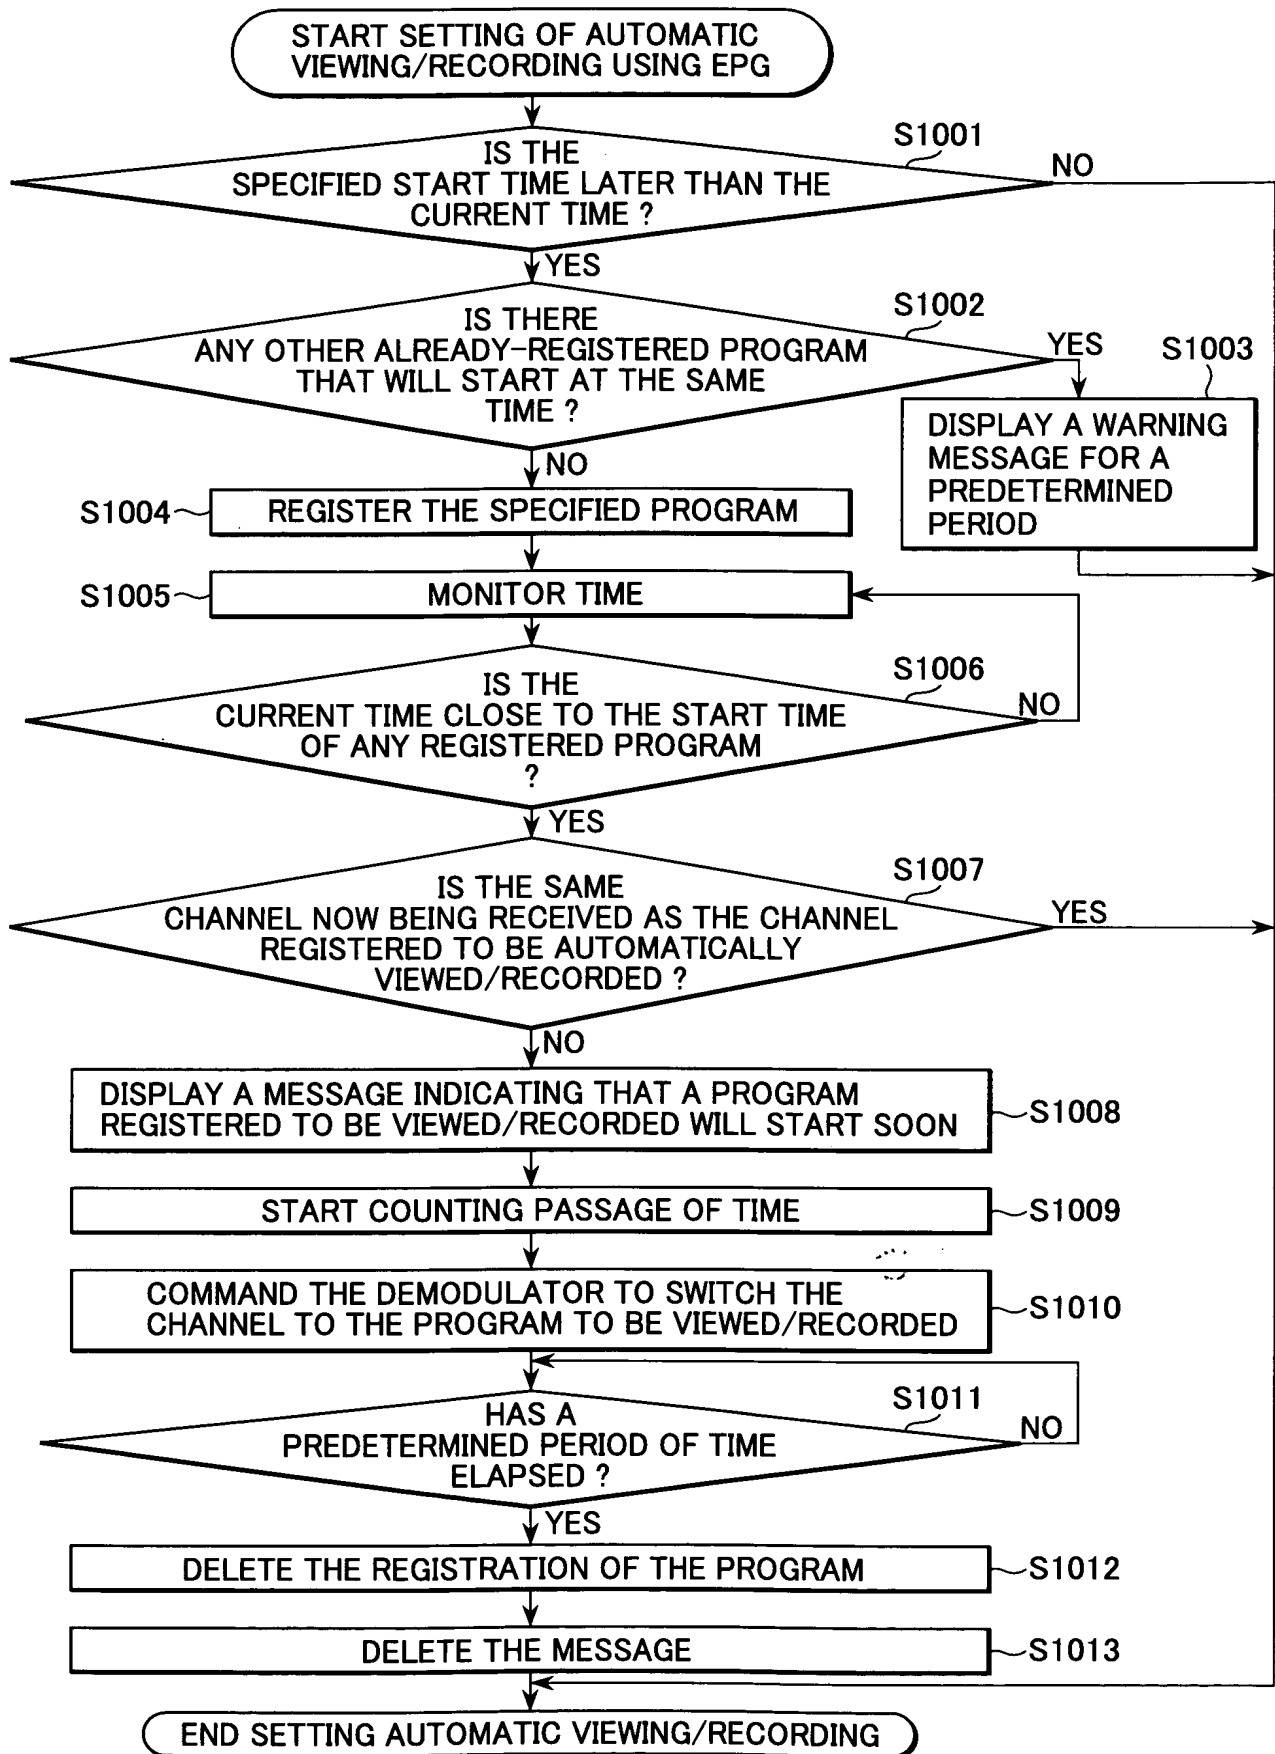 START SETTING OF AUTOMATIC
VIEWING/RECORDING USING EPG
S1001
IS THE
SPECIFIED START TIME LATER THAN THE
CURRENT TIME ?
NO
YES
S1002
IS THERE
ANY OTHER ALREADY-REGISTERED PROGRAM
THAT WILL START AT THE SAME
TIME ?
YES
S1003
DISPLAY A WARNING
MESSAGE FOR A
PREDETERMINED
PERIOD
NO
S1004
REGISTER THE SPECIFIED PROGRAM
S1005
MONITOR TIME
S1006
IS THE
CURRENT TIME CLOSE TO THE START TIME
OF ANY REGISTERED PROGRAM
?
NO
YES
S1007
IS THE SAME
CHANNEL NOW BEING RECEIVED AS THE CHANNEL
REGISTERED TO BE AUTOMATICALLY
VIEWED/RECORDED ?
YES
NO
DISPLAY A MESSAGE INDICATING THAT A PROGRAM
REGISTERED TO BE VIEWED/RECORDED WILL START SOON
S1008
START COUNTING PASSAGE OF TIME
S1009
COMMAND THE DEMODULATOR TO SWITCH THE
CHANNEL TO THE PROGRAM TO BE VIEWED/RECORDED
S1010
S1011
HAS A
PREDETERMINED PERIOD OF TIME
ELAPSED ?
NO
YES
DELETE THE REGISTRATION OF THE PROGRAM
S1012
DELETE THE MESSAGE
S1013
END SETTING AUTOMATIC VIEWING/RECORDING